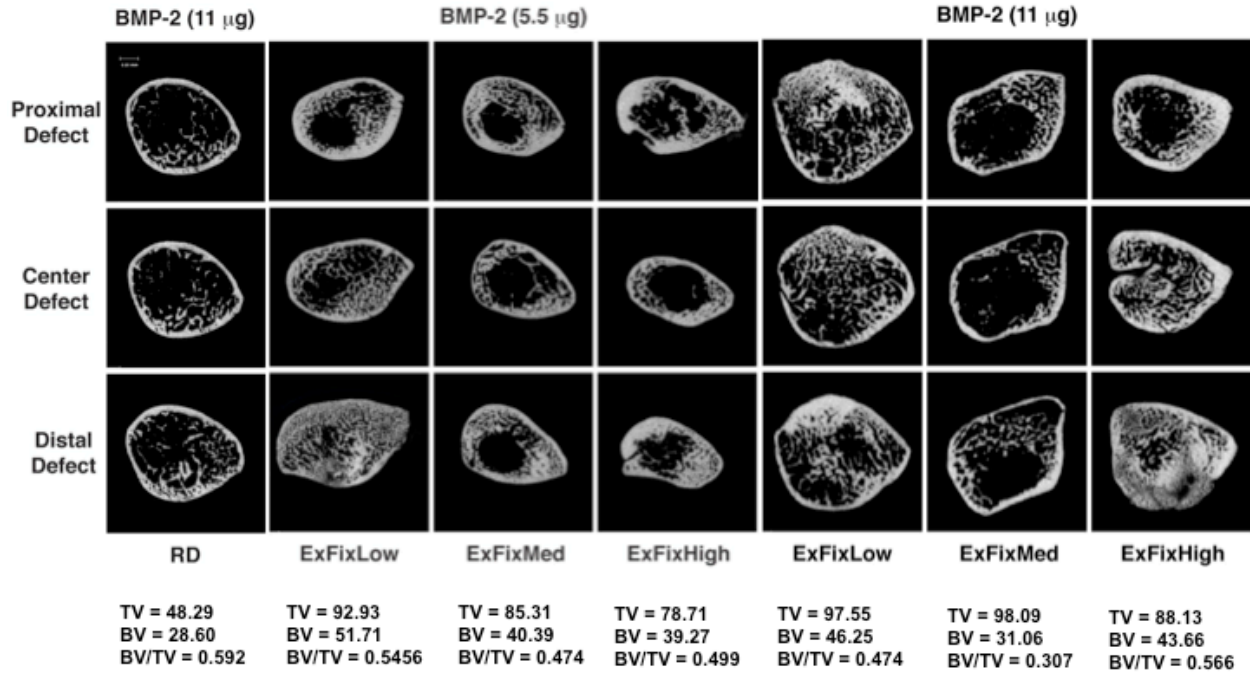 BMP-2 (11 μg) BMP-2 (5.5 μg) BMP-2 (11 μg)
Proximal
Defect
Center
Defect
Distal
Defect
RD ExFixLow ExFixMed ExFixHigh ExFixLow ExFixMed ExFixHigh
TV = 48.29 TV = 92.93 TV = 85.31 TV = 78.71 TV = 97.55 TV = 98.09 TV = 88.13
BV = 28.60 BV = 51.71 BV = 40.39 BV = 39.27 BV = 46.25 BV = 31.06 BV = 43.66
BV/TV = 0.592 BV/TV = 0.5456 BV/TV = 0.474 BV/TV = 0.499 BV/TV = 0.474 BV/TV = 0.307 BV/TV = 0.566